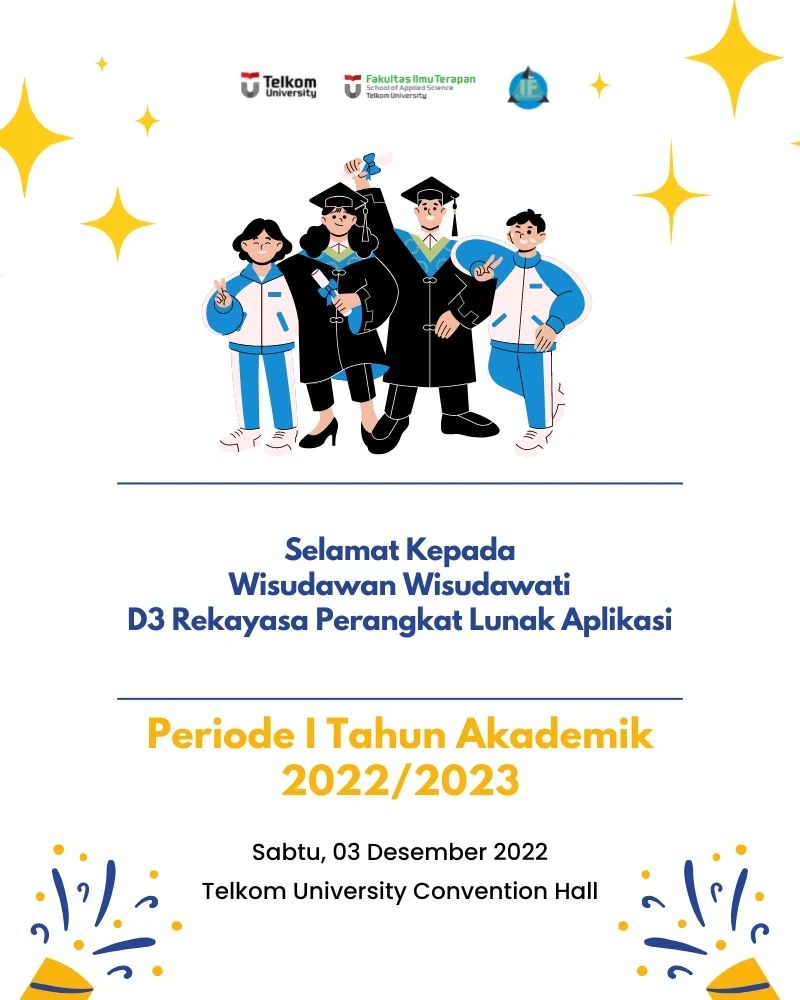 Telkom
University
Fakultas Ilmu Terapan
School of Applied Science
Telkom University
IF
Selamat Kepada
Wisudawan Wisudawati
D3 Rekayasa Perangkat Lunak Aplikasi
Periode I Tahun Akademik
2022/2023
Sabtu, 03 Desember 2022
Telkom University Convention Hall